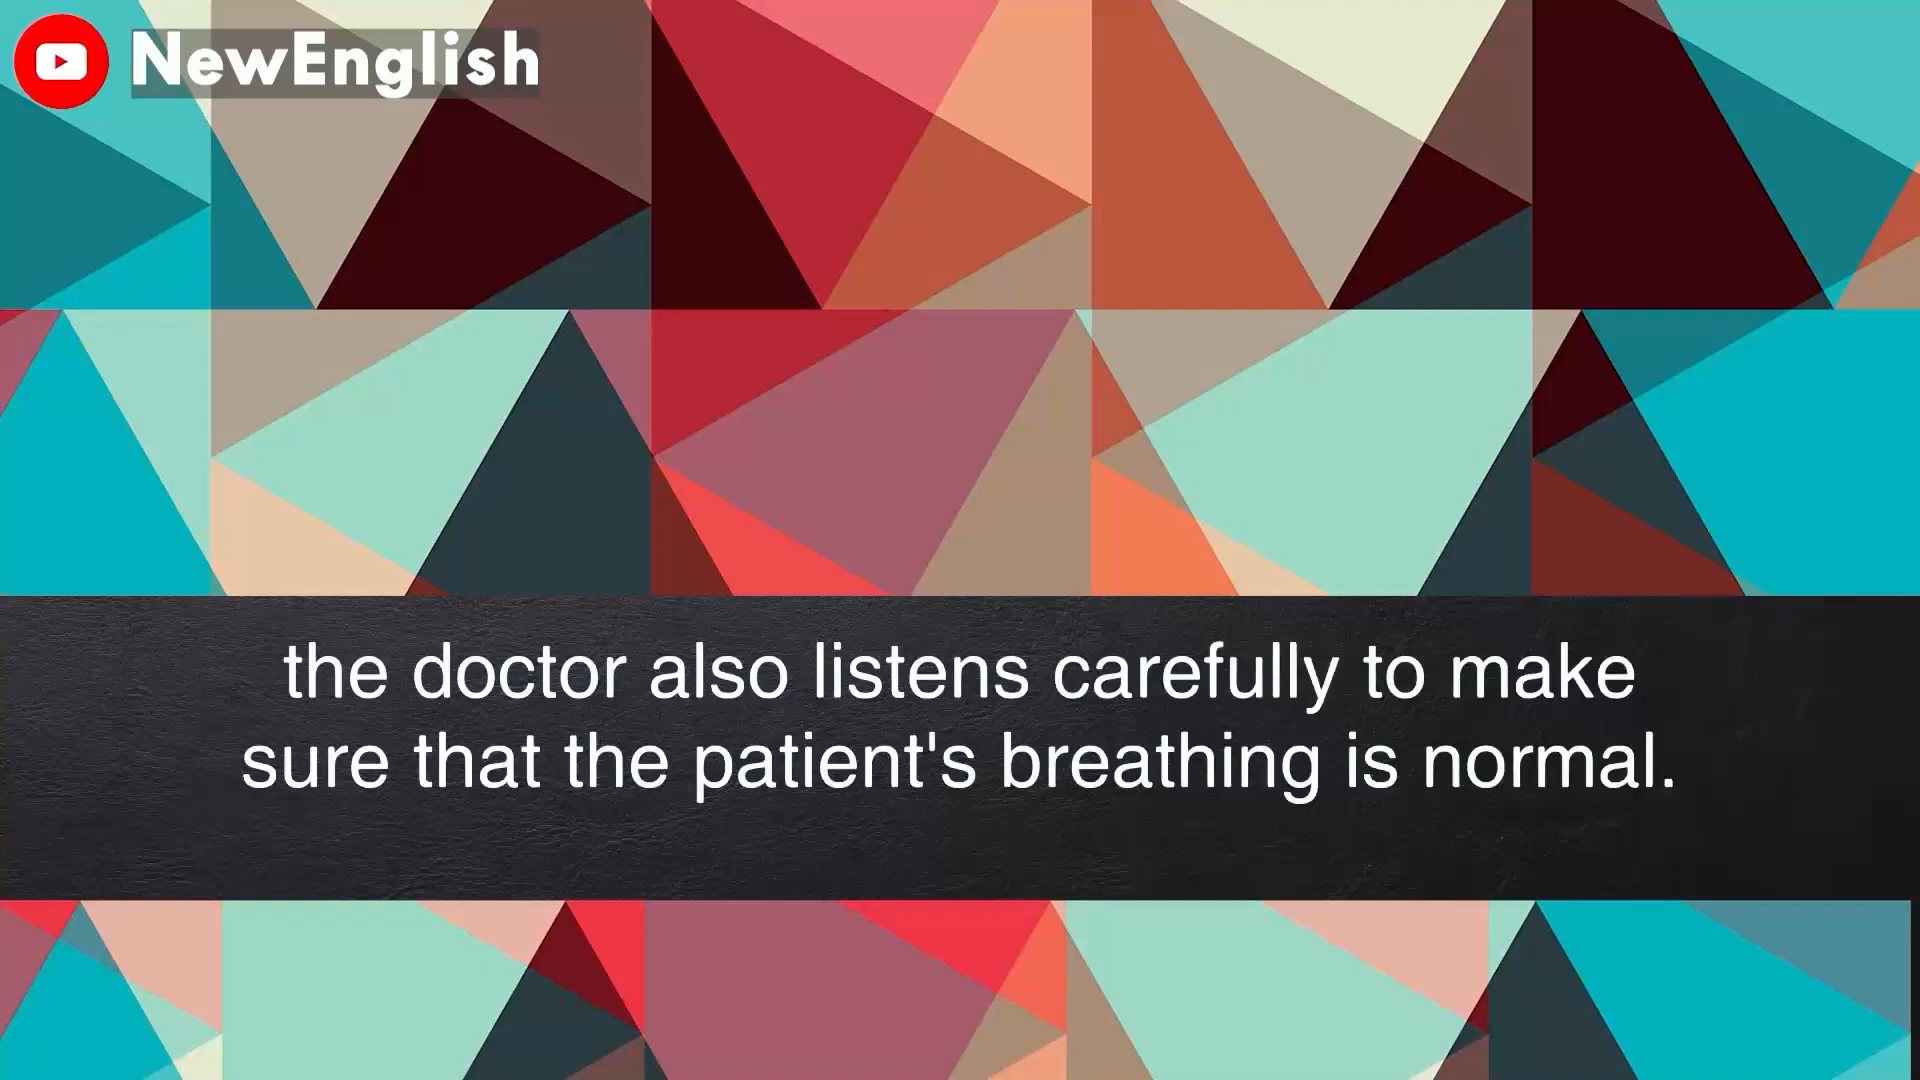 NewEnglish
the doctor also listens carefully to make
sure that the patient's breathing is normal.